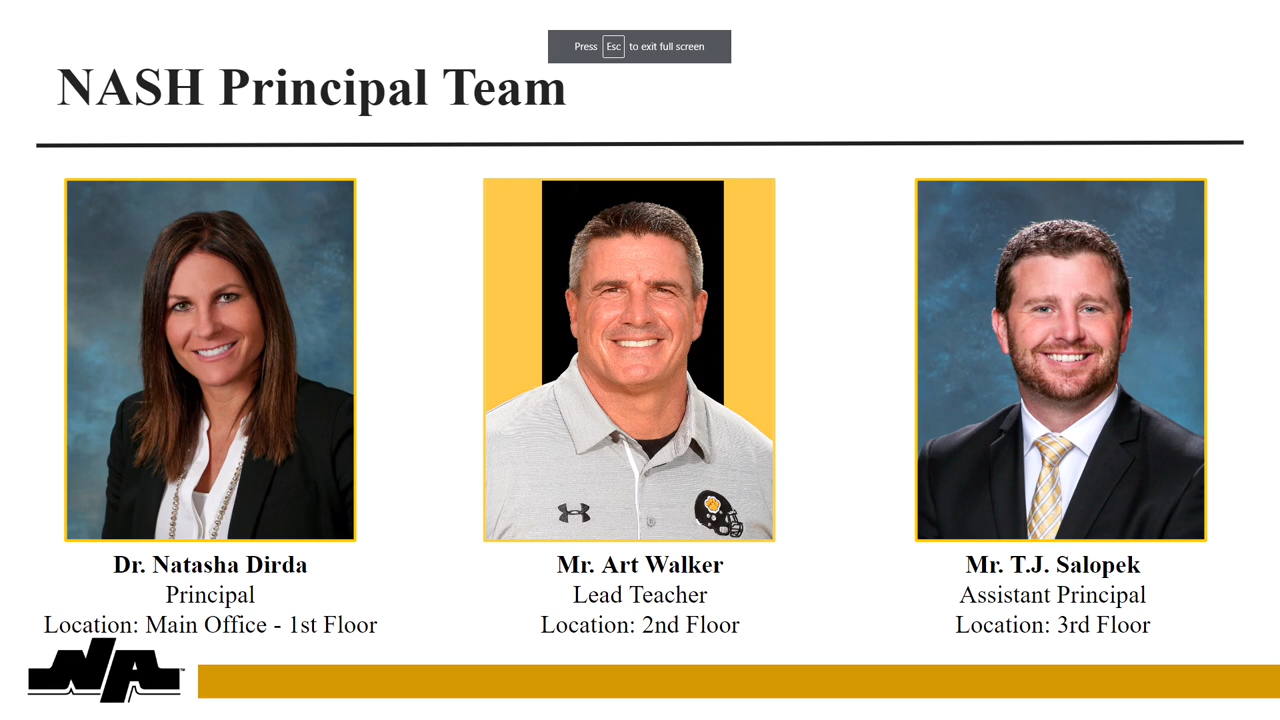 Press Esc to exit full screen
NASH Principal Team
Dr. Natasha Dirda
Principal
Location: Main Office - 1st Floor
Mr. Art Walker
Lead Teacher
Location: 2nd Floor
Mr. T.J. Salopek
Assistant Principal
Location: 3rd Floor
NA